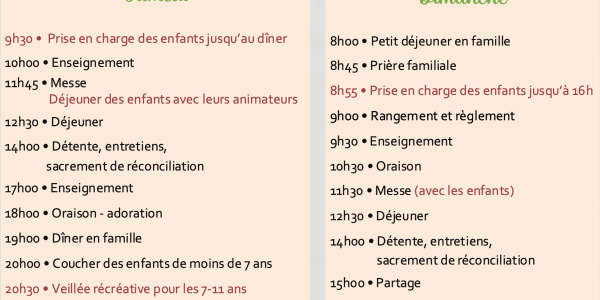 9h30 • Prise en charge des enfants jusqu'au dîner
10h00 • Enseignement
11h45 • Messe
Déjeuner des enfants avec leurs animateurs
12h30 • Déjeuner
14h00 • Détente, entretiens,
sacrement de réconciliation
17h00 • Enseignement
18h00 • Oraison - adoration
19h00 • Dîner en famille
20h00 • Coucher des enfants de moins de 7 ans
20h30 • Veillée récréative pour les 7-11 ans
Dimanche
8h00 • Petit déjeuner en famille
8h45 • Prière familiale
8h55 • Prise en charge des enfants jusqu'à 16h
9h00 • Rangement et règlement
9h30 • Enseignement
10h30 • Oraison
11h30 • Messe (avec les enfants)
12h30 • Déjeuner
14h00 • Détente, entretiens,
sacrement de réconciliation
15h00 • Partage